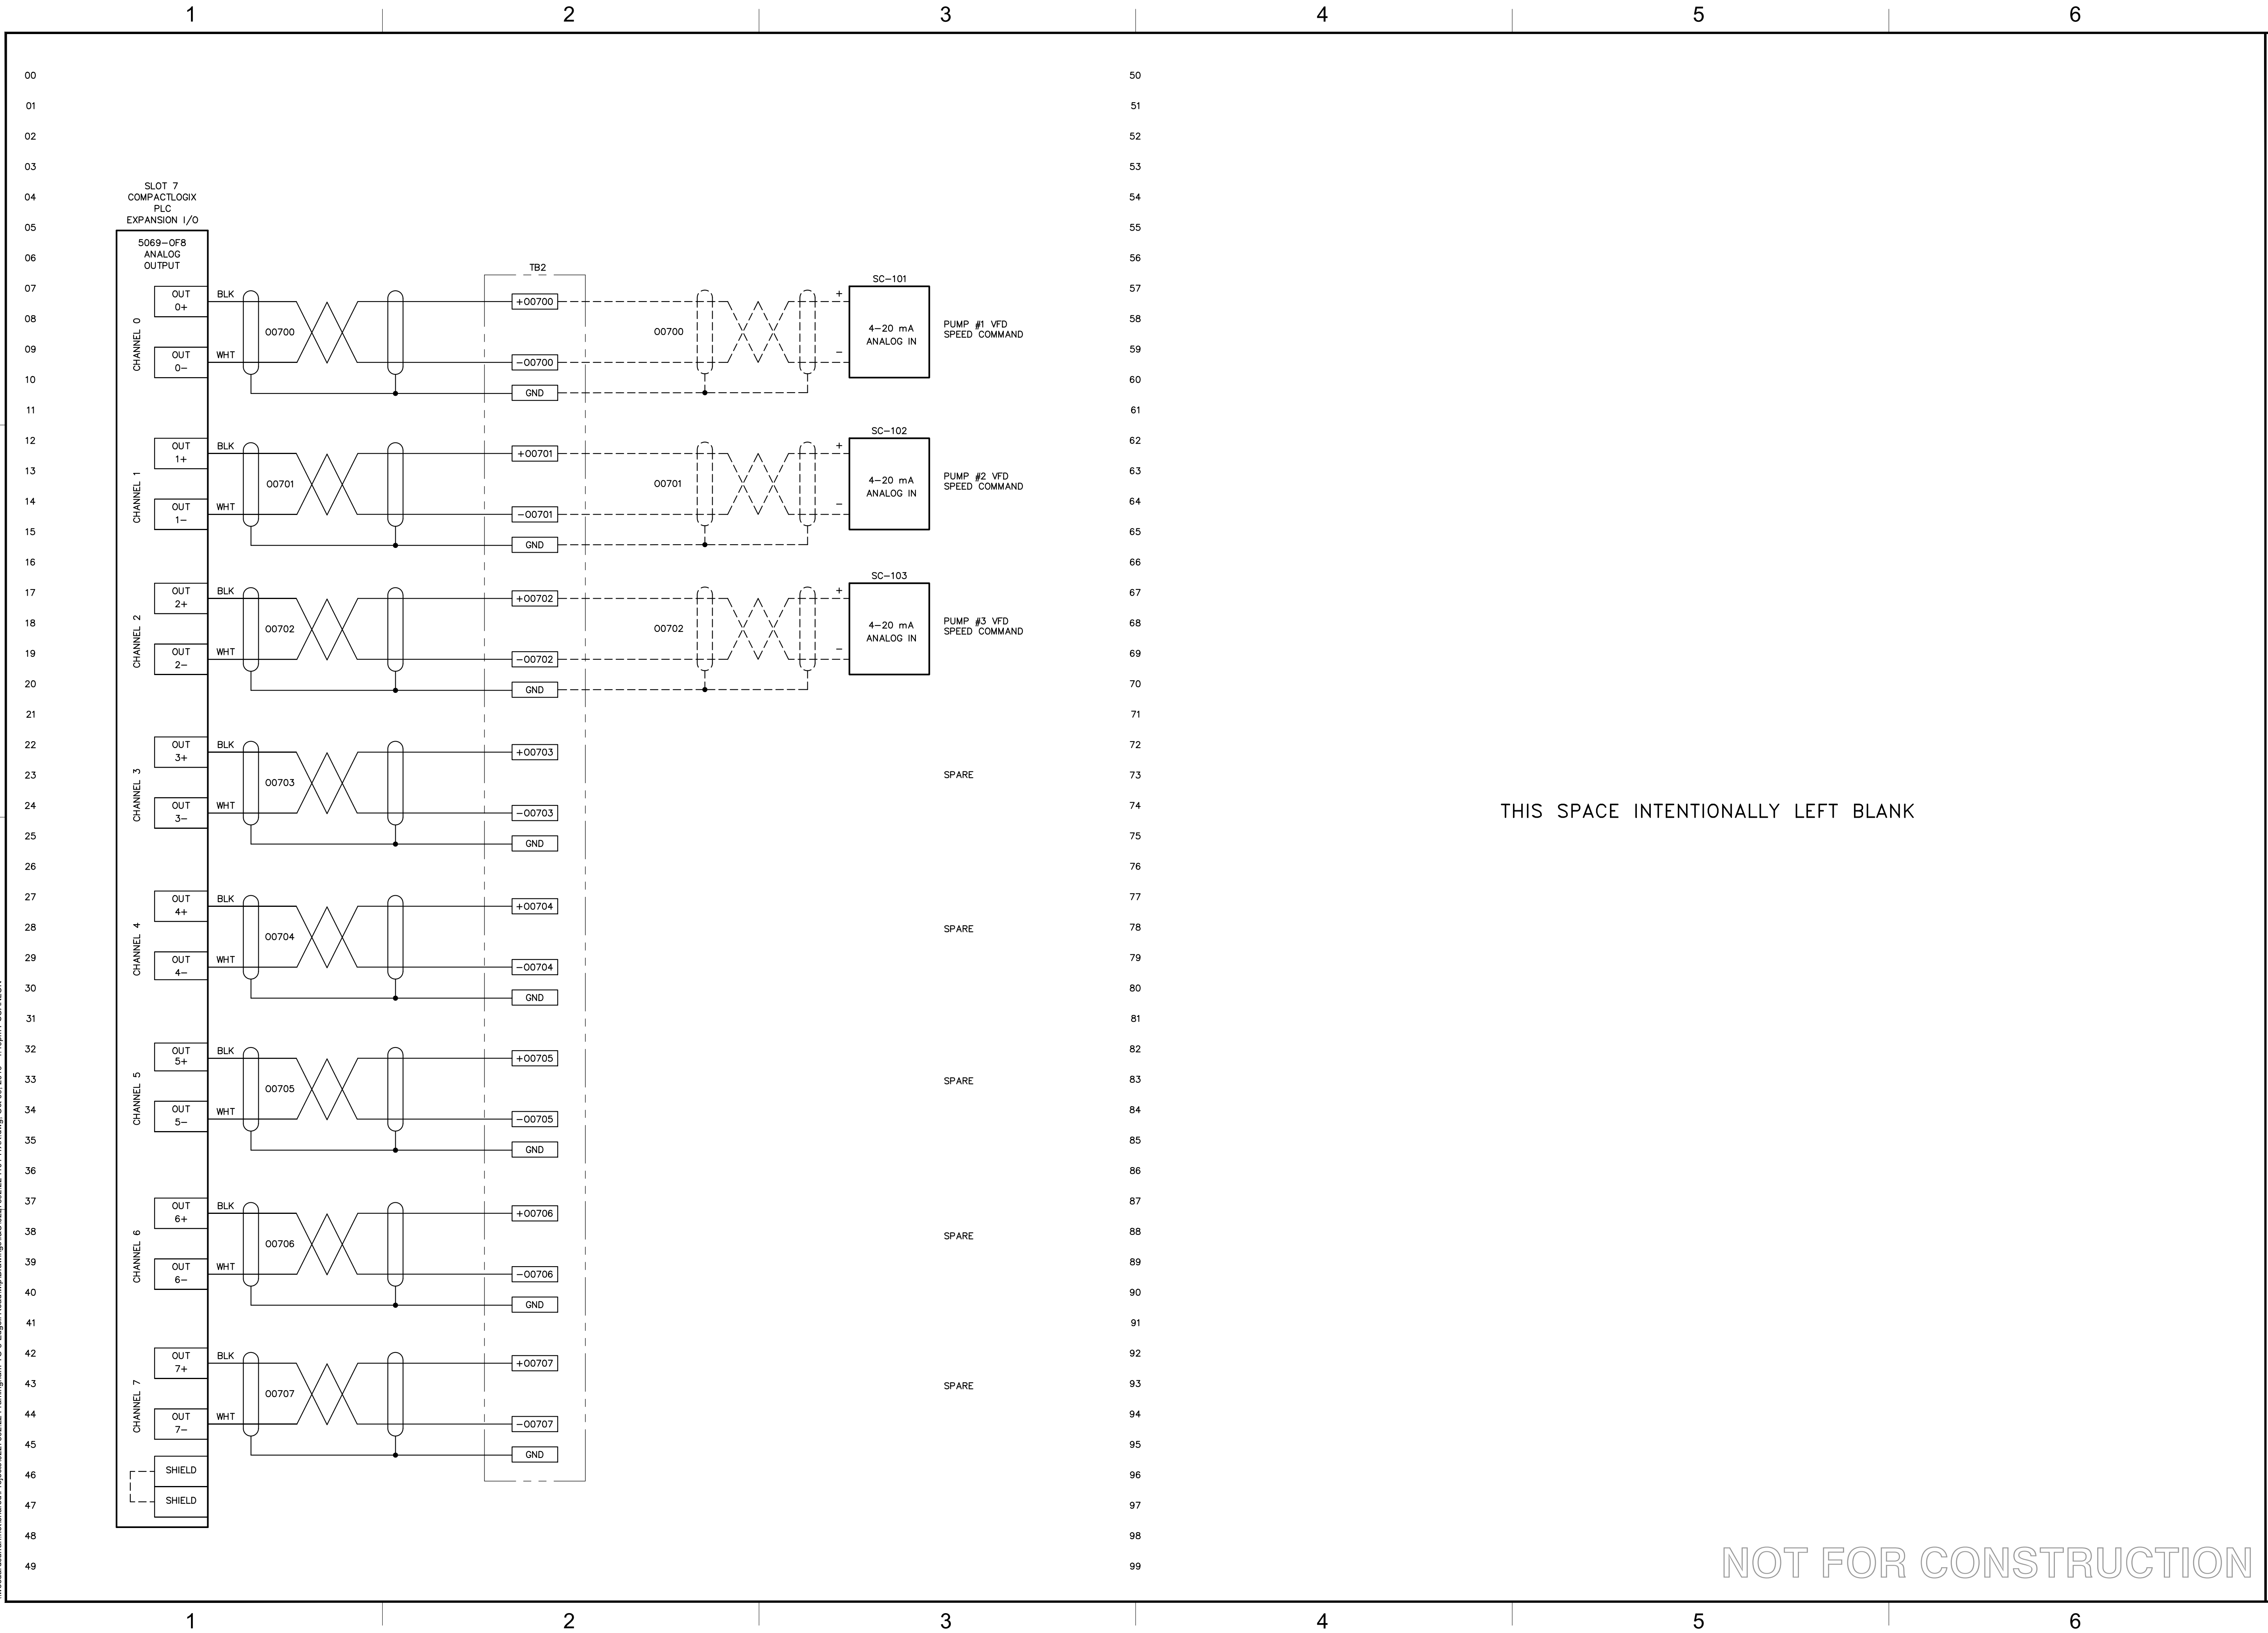 1 2 3 4 5 6
00 50
01 51
02 52
03 53
SLOT 7
04 54
COMPACTLOGIX
PLC
EXPANSION I/O
05 55
5069-OF8
ANALOG
OUTPUT
06 56
TB2
SC-101
07 57
CHANNEL 0
OUT
0+
BLK
+00700
+
08 58
00700
00700
4-20 mA
ANALOG IN
PUMP #1 VFD
SPEED COMMAND
09 59
OUT
0-
WHT
-00700
-
10 60
GND
11 61
SC-102
12 62
CHANNEL 1
OUT
1+
BLK
+00701
+
13 63
00701
00701
4-20 mA
ANALOG IN
PUMP #2 VFD
SPEED COMMAND
14 64
OUT
1-
WHT
-00701
-
15 65
GND
16 66
SC-103
17 67
CHANNEL 2
OUT
2+
BLK
+00702
+
18 68
00702
00702
4-20 mA
ANALOG IN
PUMP #3 VFD
SPEED COMMAND
19 69
OUT
2-
WHT
-00702
-
20 70
GND
21 71
22 72
CHANNEL 3
OUT
3+
BLK
+00703
23 73
00703
SPARE
24 74
OUT
3-
WHT
-00703
THIS SPACE INTENTIONALLY LEFT BLANK
25 75
GND
26 76
27 77
CHANNEL 4
OUT
4+
BLK
+00704
28 78
00704
SPARE
29 79
OUT
4-
WHT
-00704
30 80
GND
31 81
32 82
CHANNEL 5
OUT
5+
BLK
+00705
33 83
00705
SPARE
34 84
OUT
5-
WHT
-00705
35 85
GND
36 86
37 87
CHANNEL 6
OUT
6+
BLK
+00706
38 88
00706
SPARE
39 89
OUT
6-
WHT
-00706
40 90
GND
41 91
42 92
CHANNEL 7
OUT
7+
BLK
+00707
43 93
00707
SPARE
44 94
OUT
7-
WHT
-00707
45 95
GND
46 96
SHIELD
47 97
SHIELD
48 98
49 99
NOT FOR CONSTRUCTION
1 2 3 4 5 6